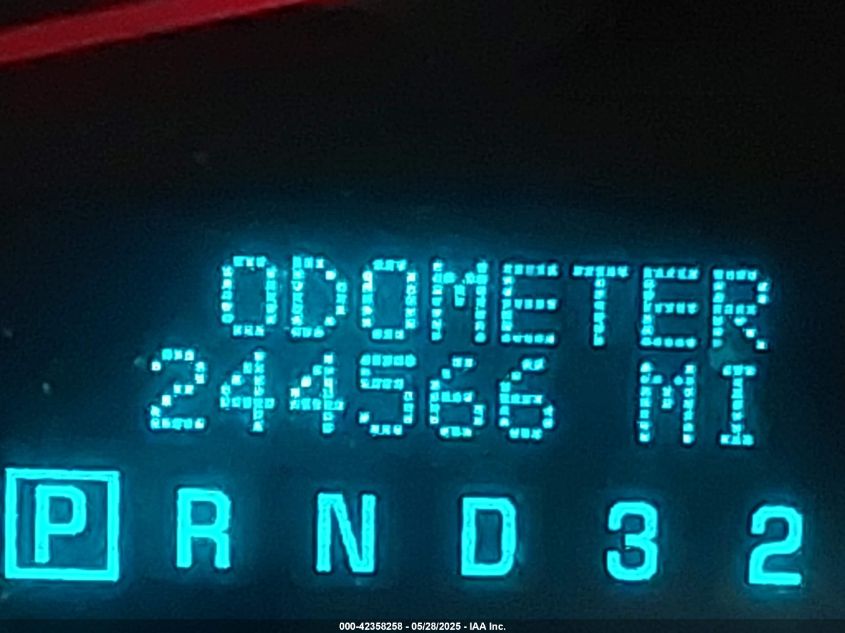 ODOMETER
244566 MI
P R N D 3 2
000-42358258 - 05/28/2025 - IAA Inc.